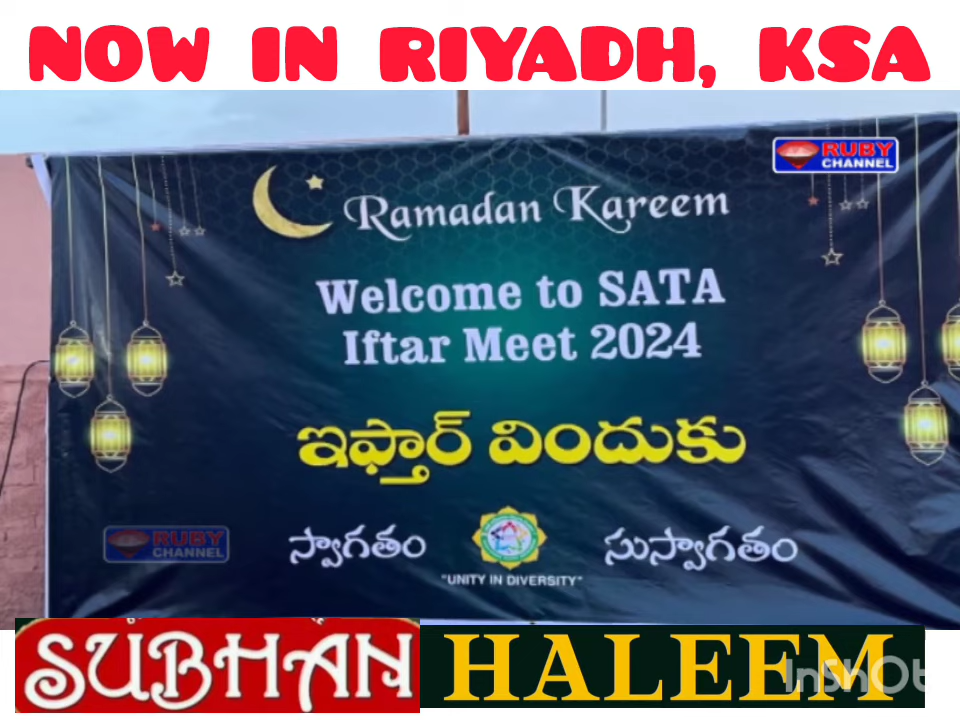 NOW IN RIYADH, KSA
RUBY
CHANNEL
Ramadan Kareem
Welcome to SATA
Iftar Meet 2024
ఇఫ్తార్ విందుకు
RUBY
CHANNEL
స్వాగతం సుస్వాగతం
"UNITY IN DIVERSITY"
SUBHAN HALEEM
InShOt